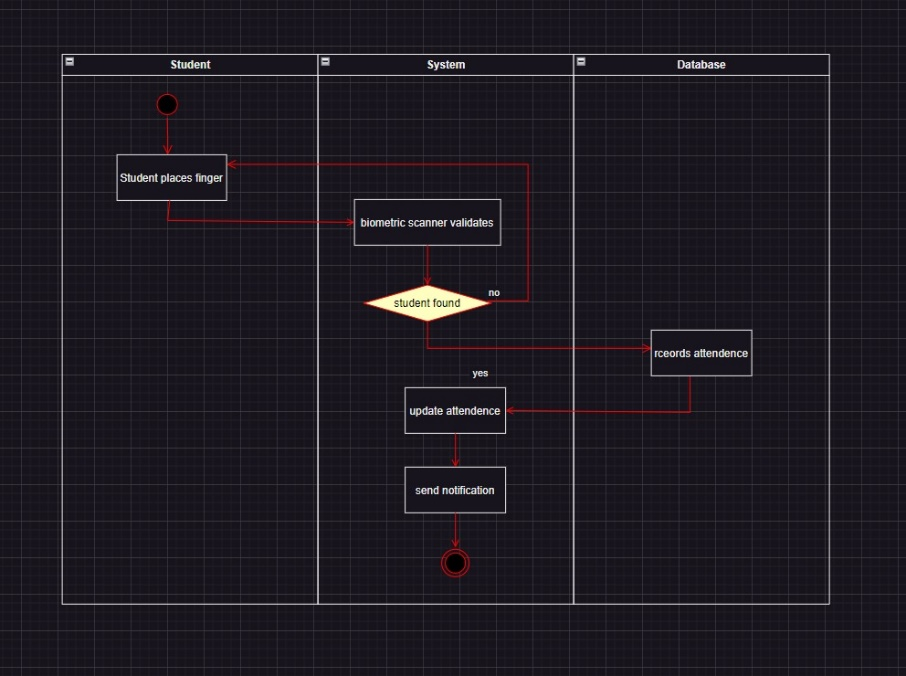 Student
System
Database
Student places finger
biometric scanner validates
no
student found
rceords attendence
yes
update attendence
send notification